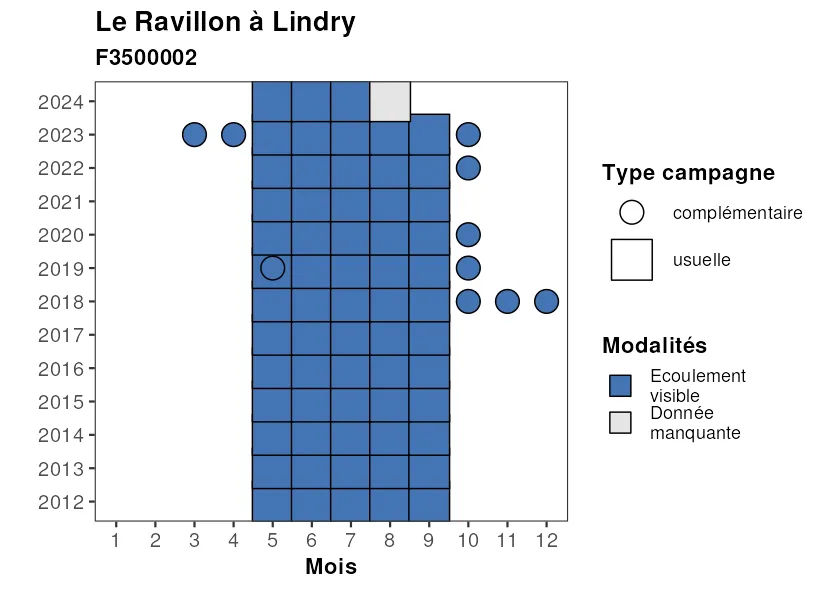 Le Ravillon à Lindry
F3500002
2024
2023
2022
2021
2020
2019
2018
2017
2016
2015
2014
2013
2012
1 2 3 4 5 6 7 8 9 10 11 12
Mois
Type campagne
complémentaire
usuelle
Modalités
Ecoulement
visible
Donnée
manquante